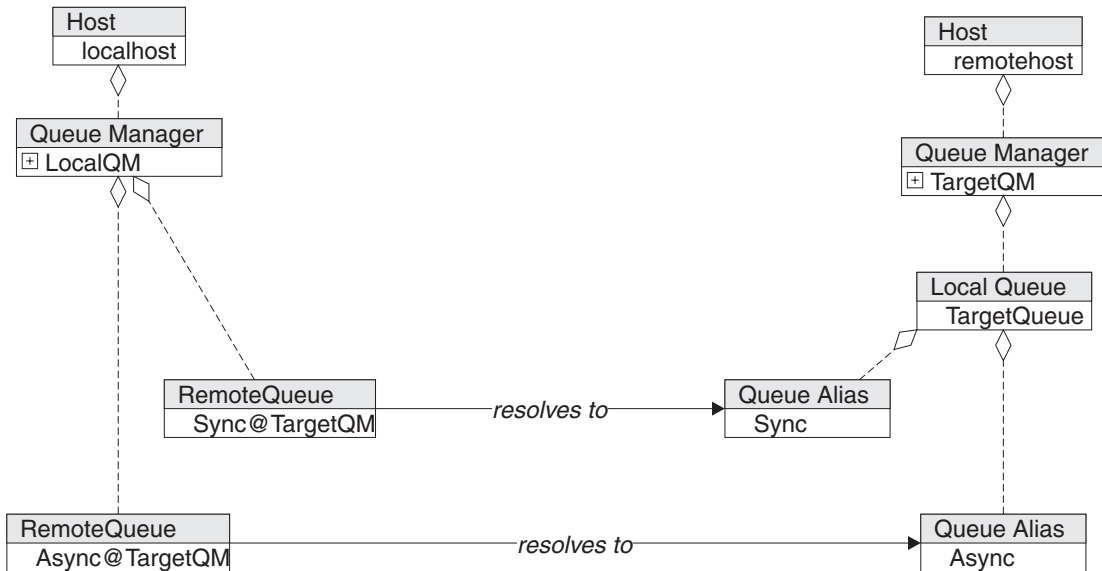 Host
localhost
Host
remotehost
Queue Manager
LocalQM
Queue Manager
TargetQM
Local Queue
TargetQueue
RemoteQueue
Sync@TargetQM
resolves to
Queue Alias
Sync
RemoteQueue
Async@TargetQM
resolves to
Queue Alias
Async